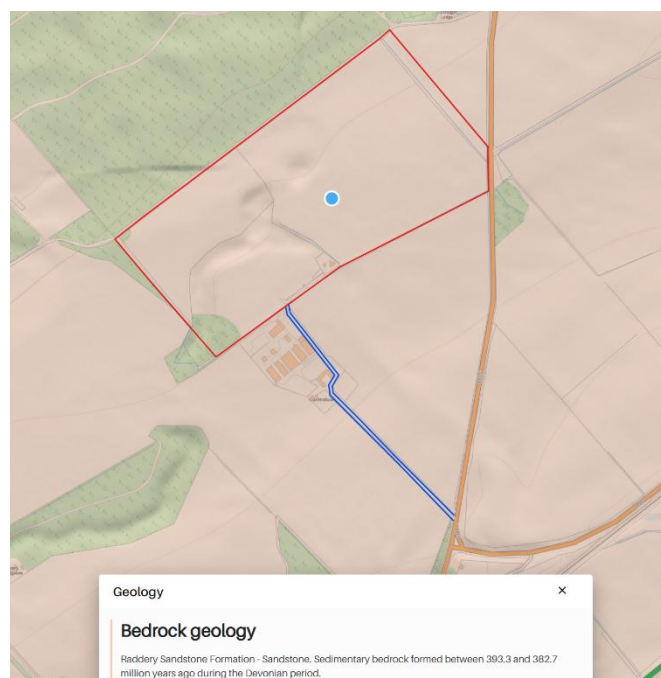 Geology
Bedrock geology
Raddery Sandstone Formation - Sandstone. Sedimentary bedrock formed between 393.3 and 382.7
million years ago during the Devonian period.